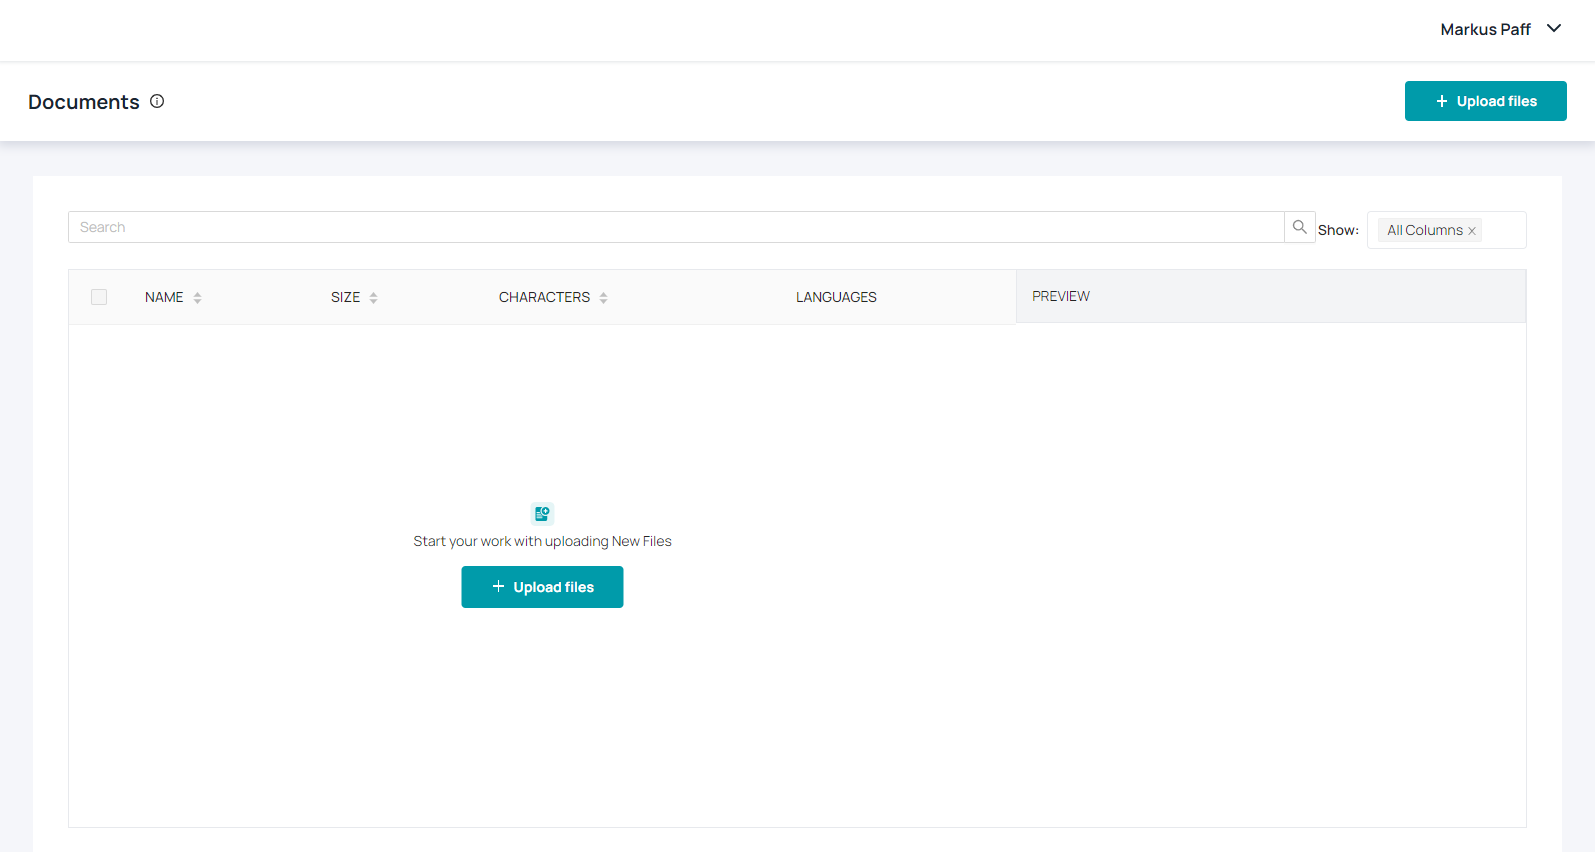 Markus Paff
Documents
+ Upload files
Search
Show:
All Columns ×
NAME
SIZE
CHARACTERS
LANGUAGES
PREVIEW
Start your work with uploading New Files
+ Upload files